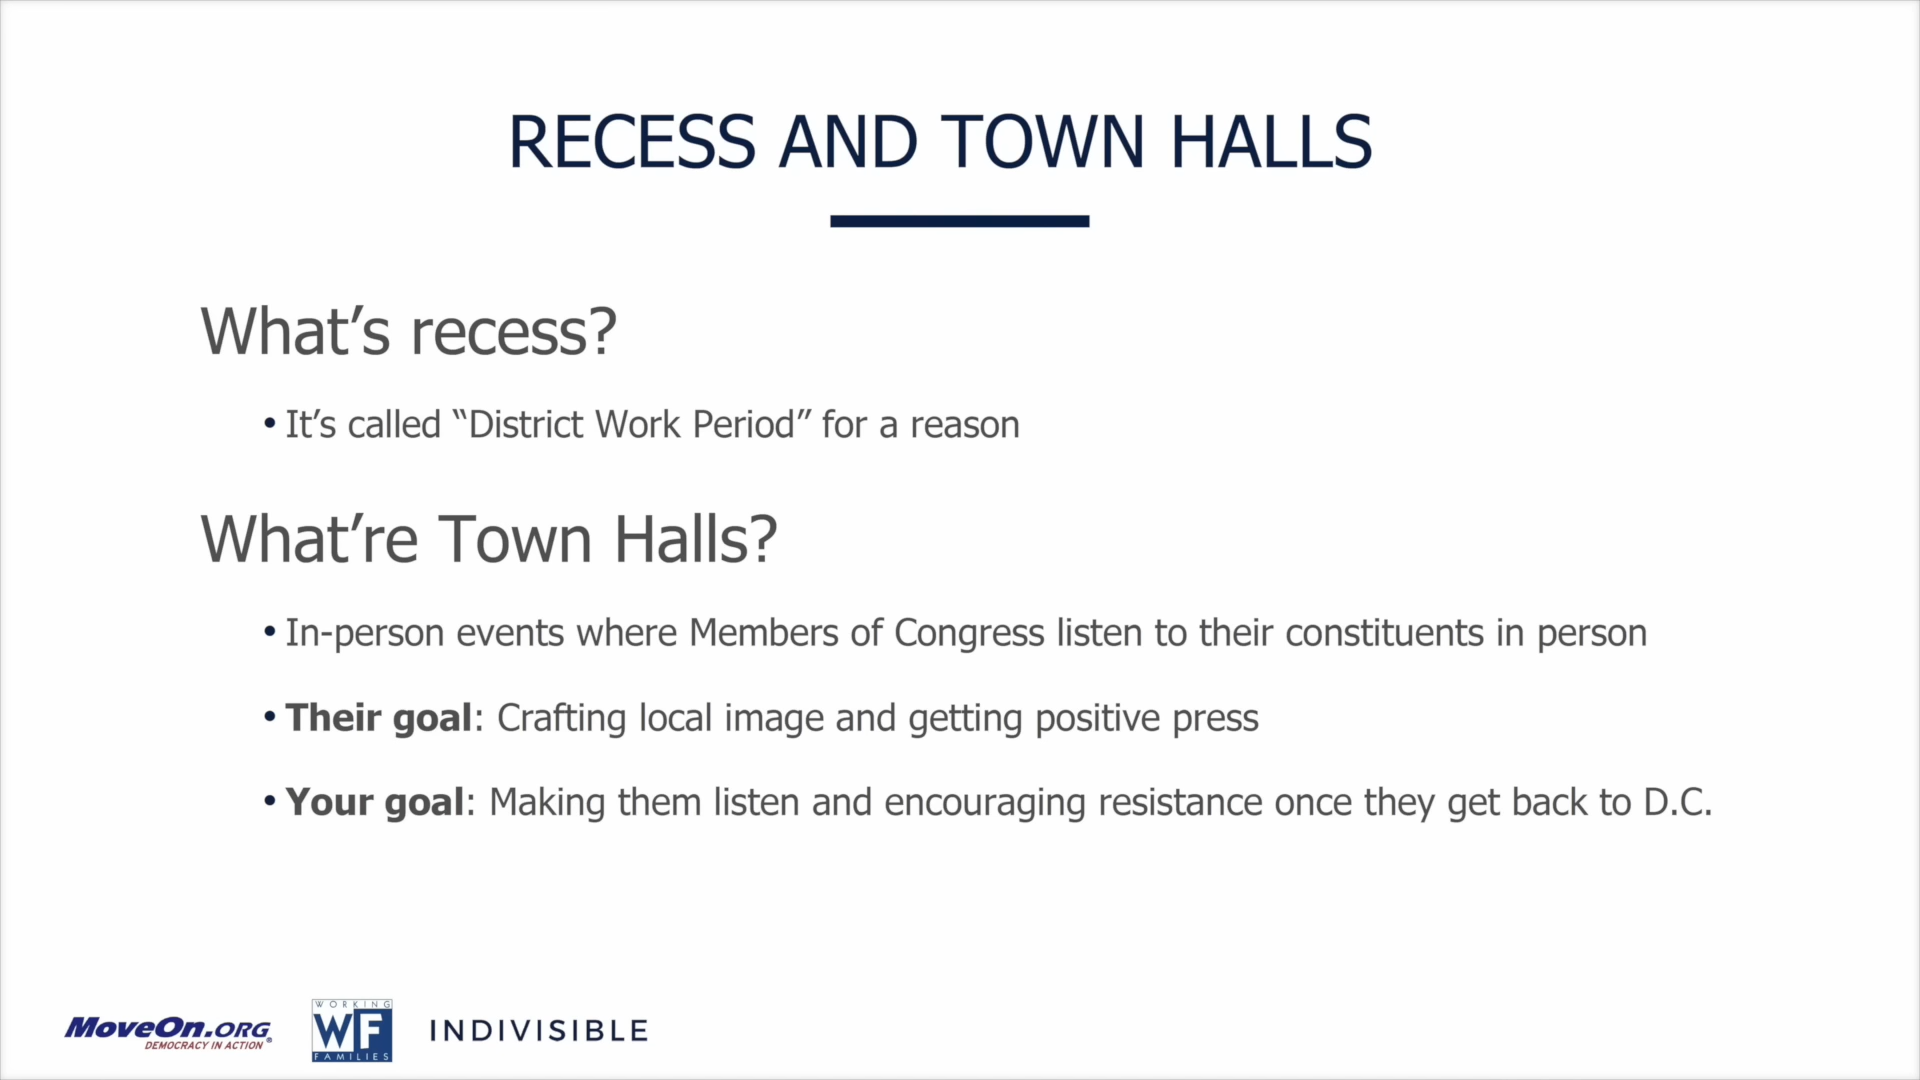 RECESS AND TOWN HALLS
What’s recess?
• It’s called “District Work Period” for a reason
What’re Town Halls?
• In-person events where Members of Congress listen to their constituents in person
• Their goal: Crafting local image and getting positive press
• Your goal: Making them listen and encouraging resistance once they get back to D.C.
MoveOn.ORG®
DEMOCRACY IN ACTION
WORKING
WF
FAMILIES
INDIVISIBLE